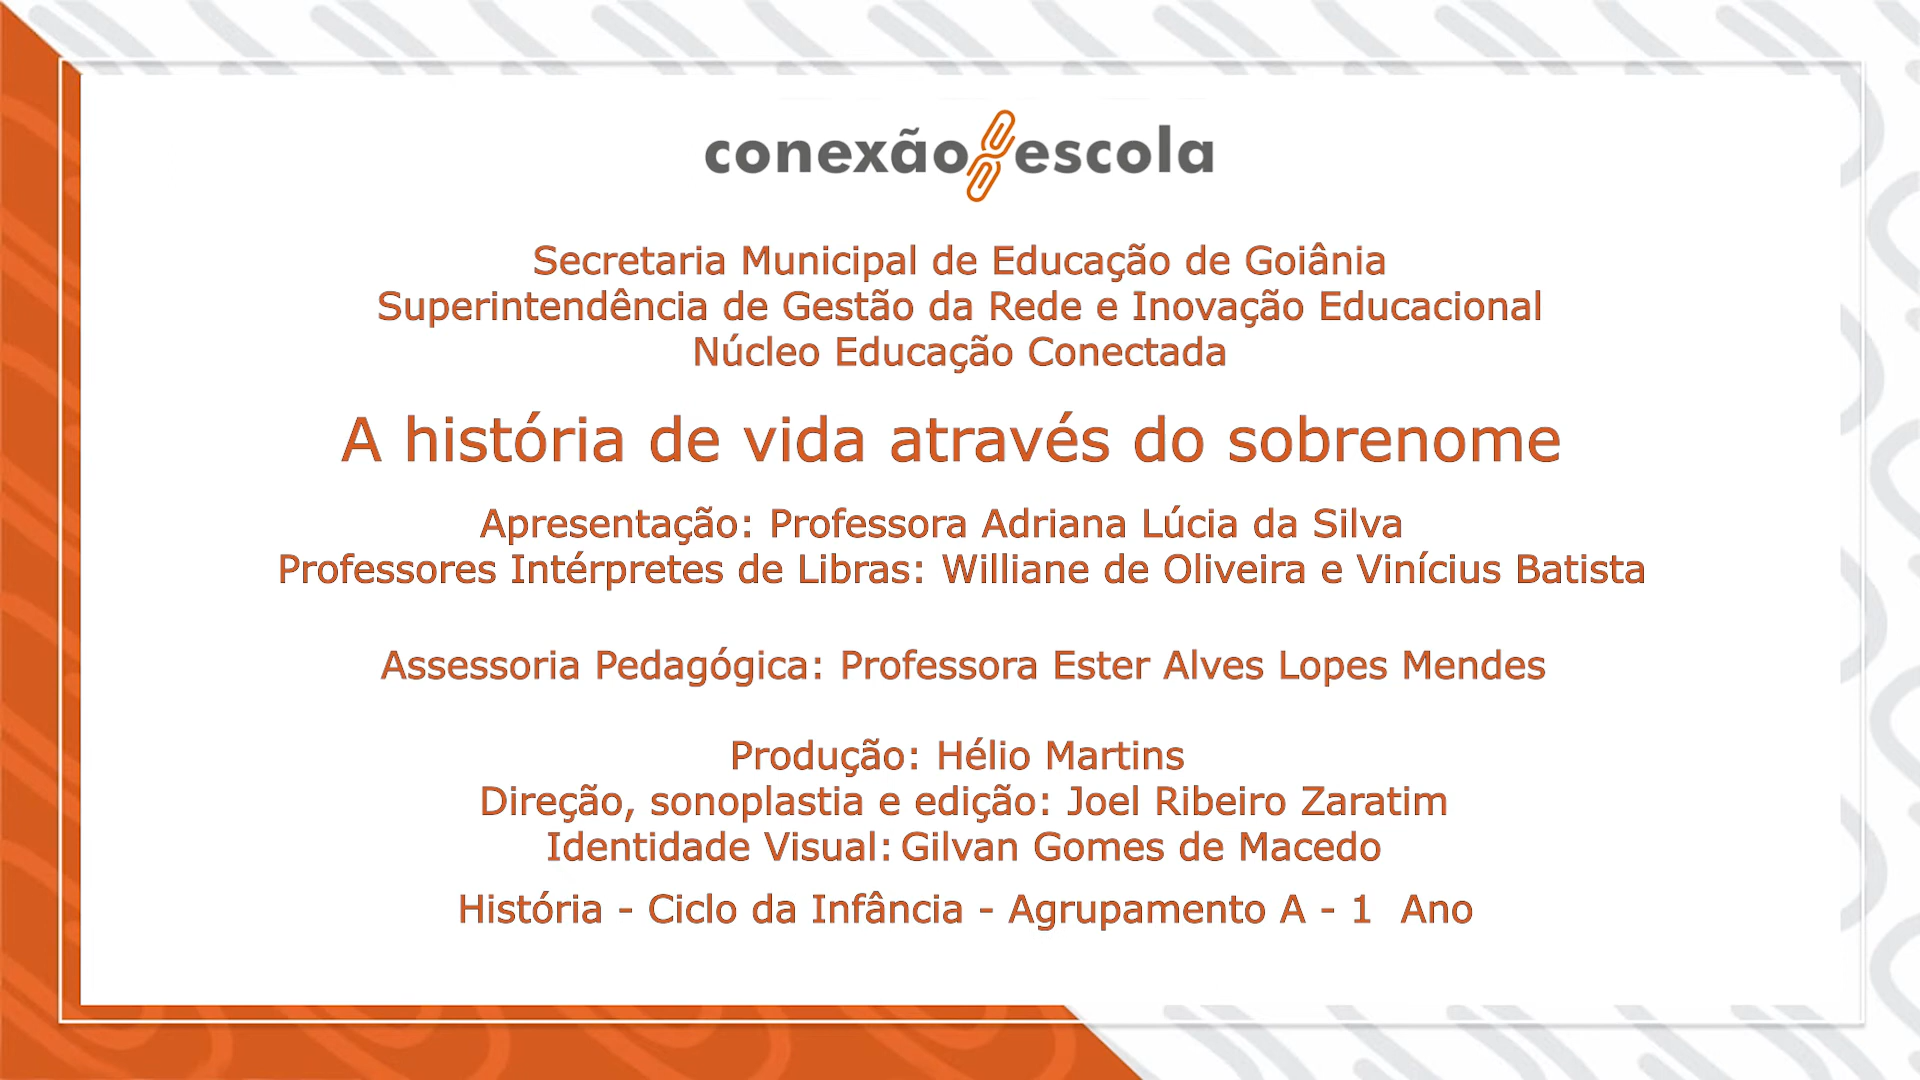 conexão escola
Secretaria Municipal de Educação de Goiânia
Superintendência de Gestão da Rede e Inovação Educacional
Núcleo Educação Conectada
A história de vida através do sobrenome
Apresentação: Professora Adriana Lúcia da Silva
Professores Intérpretes de Libras: Williane de Oliveira e Vinícius Batista
Assessoria Pedagógica: Professora Ester Alves Lopes Mendes
Produção: Hélio Martins
Direção, sonoplastia e edição: Joel Ribeiro Zaratim
Identidade Visual: Gilvan Gomes de Macedo
História - Ciclo da Infância - Agrupamento A - 1 Ano